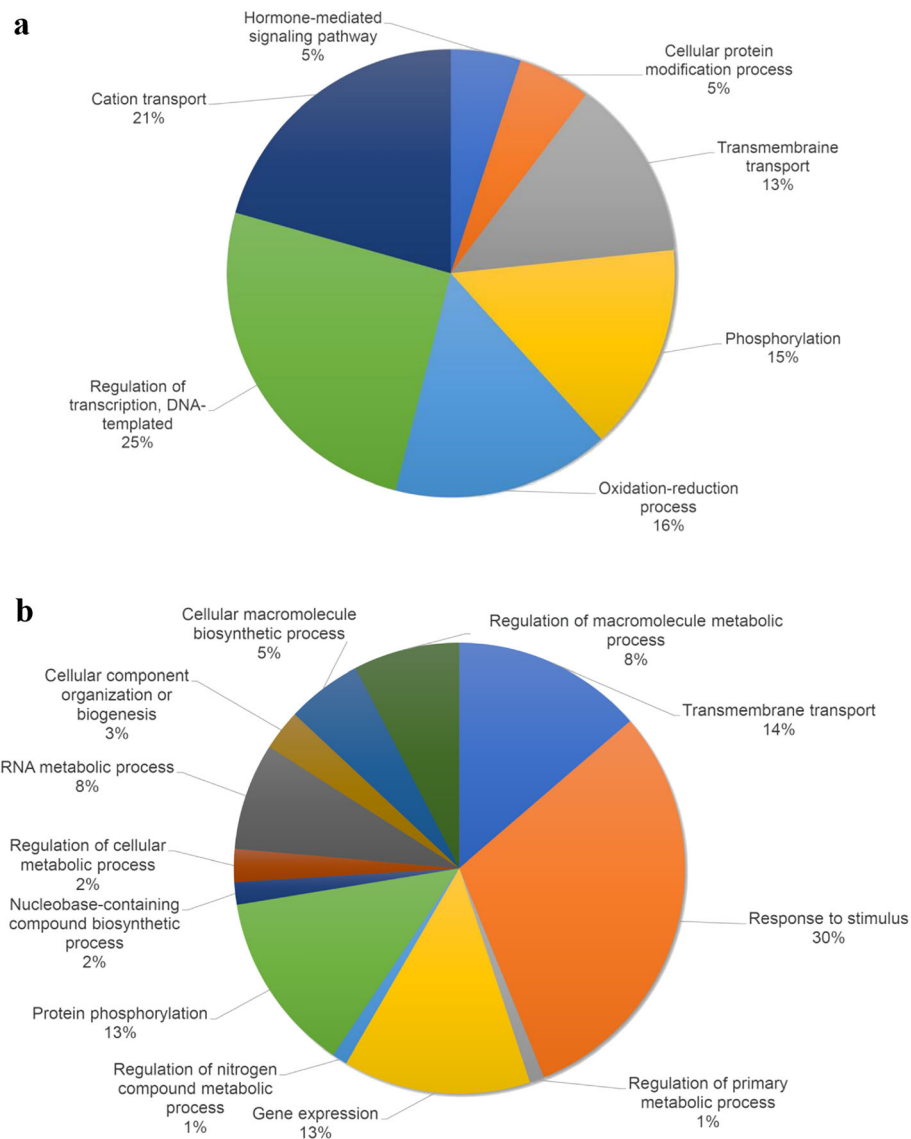 a
Hormone-mediated
signaling pathway
5%
Cellular protein
modification process
5%
Transmembraine
transport
13%
Phosphorylation
15%
Oxidation-reduction
process
16%
Regulation of
transcription, DNA-
templated
25%
Cation transport
21%
b
Regulation of macromolecule metabolic
process
8%
Transmembrane transport
14%
Response to stimulus
30%
Regulation of primary
metabolic process
1%
Gene expression
13%
Regulation of nitrogen
compound metabolic
process
1%
Protein phosphorylation
13%
Nucleobase-containing
compound biosynthetic
process
2%
Regulation of cellular
metabolic process
2%
RNA metabolic process
8%
Cellular component
organization or
biogenesis
3%
Cellular macromolecule
biosynthetic process
5%